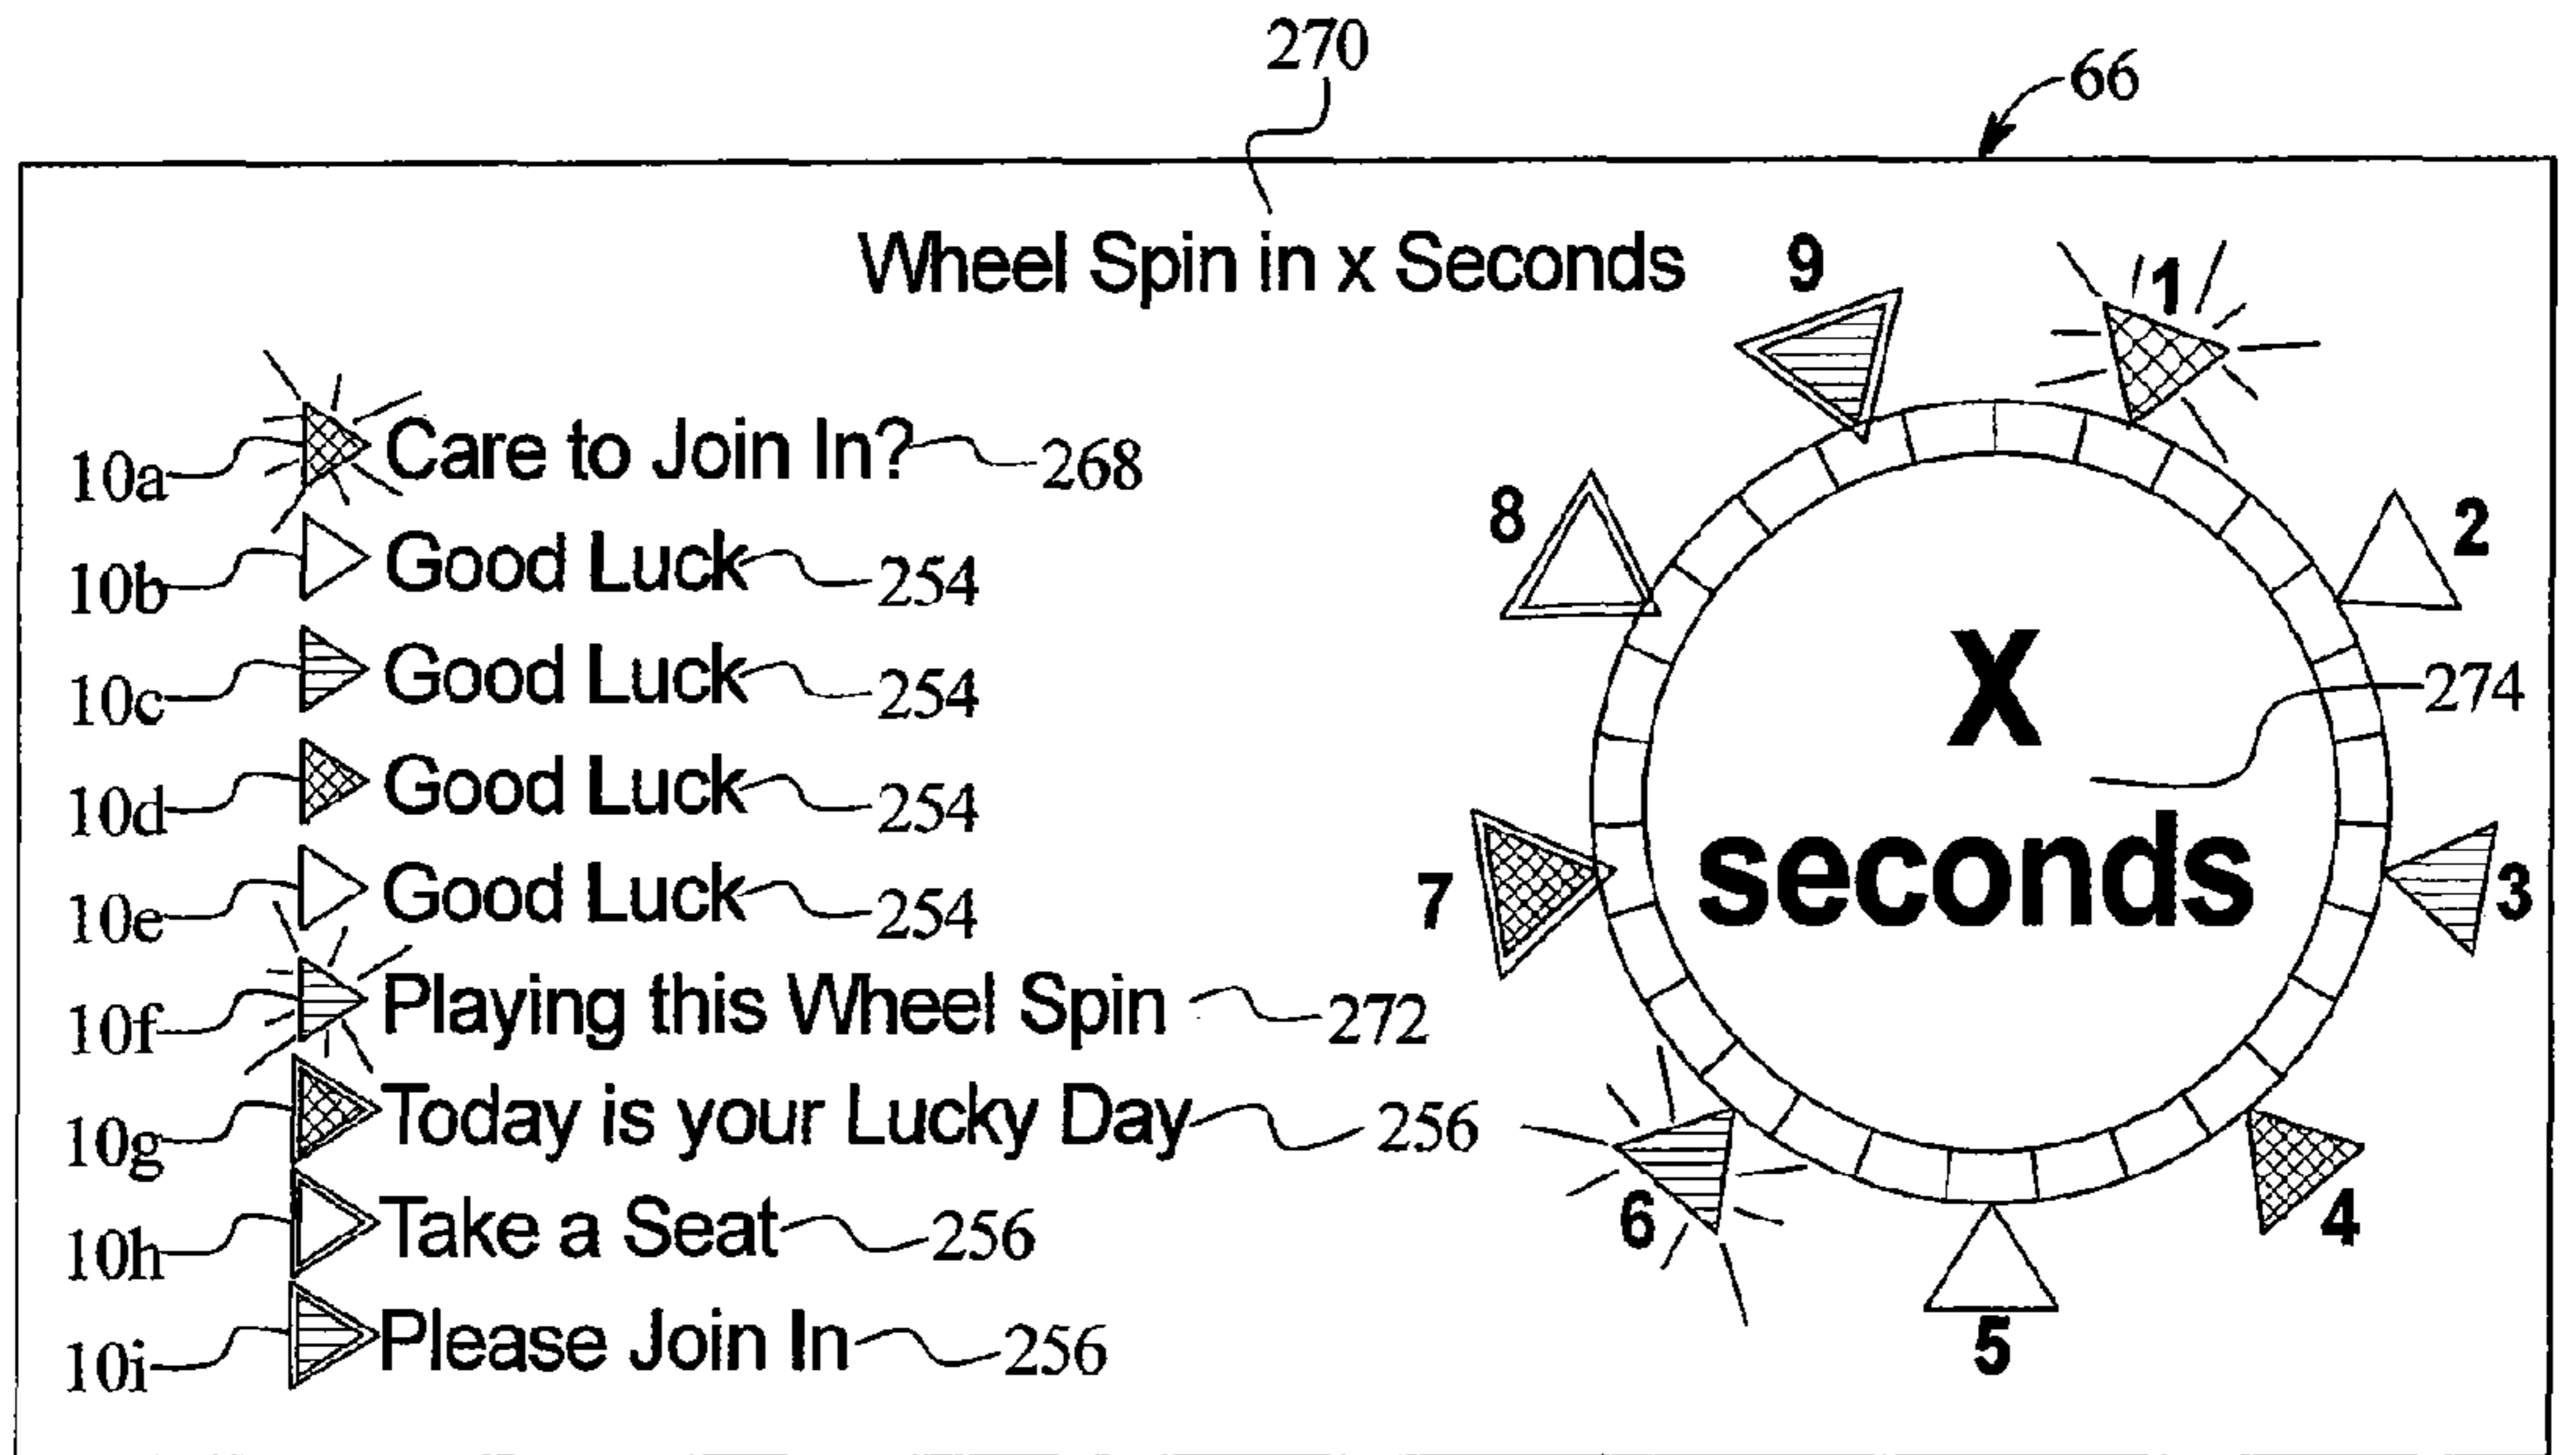 270
66
Wheel Spin in x Seconds
9
1
10a Care to Join In? 268
8
2
10b Good Luck 254
10c Good Luck 254
X
274
10d Good Luck 254
seconds
7
3
10e Good Luck 254
10f Playing this Wheel Spin 272
10g Today is your Lucky Day 256
6
4
10h Take a Seat 256
5
10i Please Join In 256